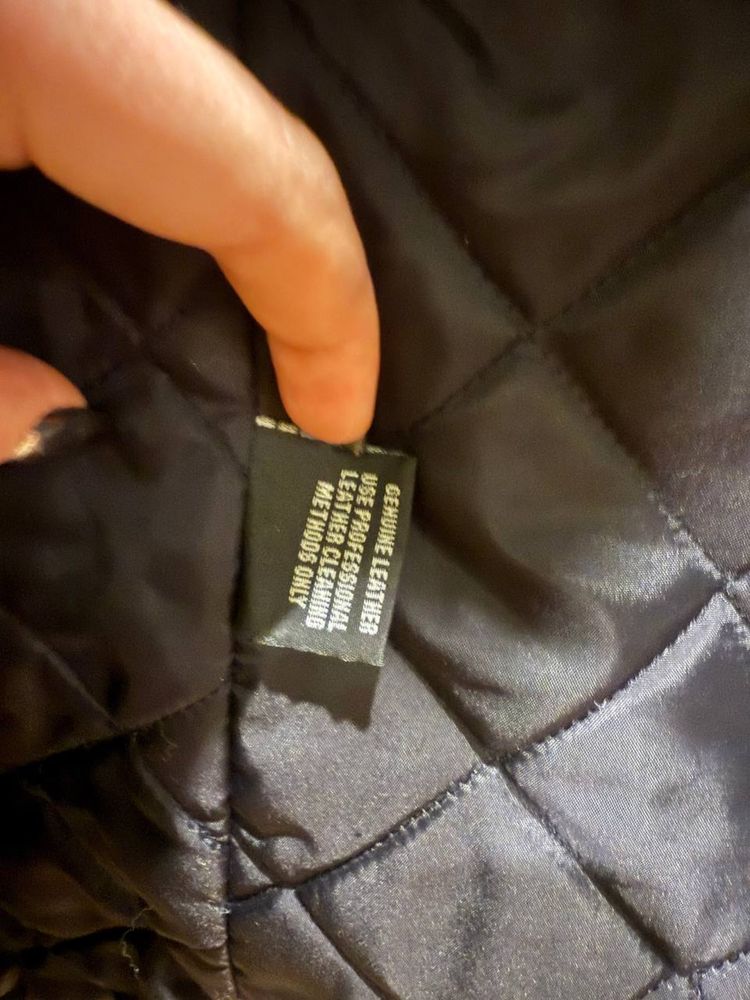 GENUINE LEATHER
USE PROFESSIONAL
LEATHER CLEANING
METHODS ONLY